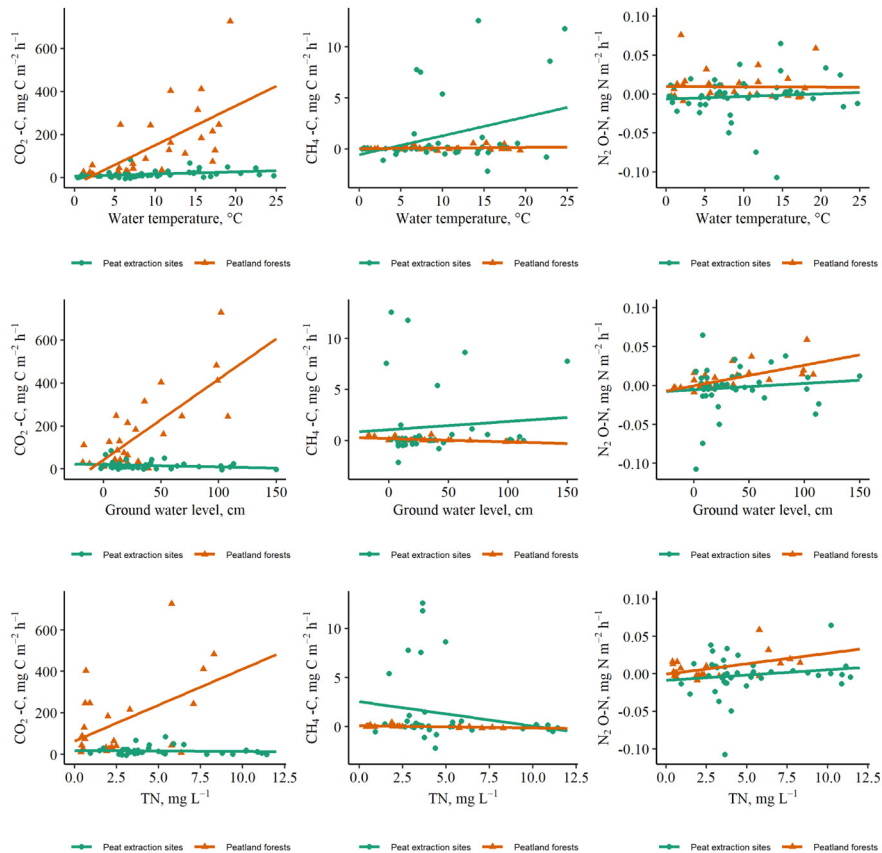 CO₂ -C, mg C m⁻² h⁻¹
600
400
200
0
0 5 10 15 20 25
Water temperature, °C
CH₄ -C, mg C m⁻² h⁻¹
10
5
0
0 5 10 15 20 25
Water temperature, °C
N₂ O-N, mg N m⁻² h⁻¹
0.10
0.05
0.00
-0.05
-0.10
0 5 10 15 20 25
Water temperature, °C
Peat extraction sites Peatland forests
Peat extraction sites Peatland forests
Peat extraction sites Peatland forests
CO₂ -C, mg C m⁻² h⁻¹
600
400
200
0
0 50 100 150
Ground water level, cm
CH₄ -C, mg C m⁻² h⁻¹
10
5
0
0 50 100 150
Ground water level, cm
N₂ O-N, mg N m⁻² h⁻¹
0.10
0.05
0.00
-0.05
-0.10
0 50 100 150
Ground water level, cm
Peat extraction sites Peatland forests
Peat extraction sites Peatland forests
Peat extraction sites Peatland forests
CO₂ -C, mg C m⁻² h⁻¹
600
400
200
0
0.0 2.5 5.0 7.5 10.0 12.5
TN, mg L⁻¹
CH₄ -C, mg C m⁻² h⁻¹
10
5
0
0.0 2.5 5.0 7.5 10.0 12.5
TN, mg L⁻¹
N₂ O-N, mg N m⁻² h⁻¹
0.10
0.05
0.00
-0.05
-0.10
0.0 2.5 5.0 7.5 10.0 12.5
TN, mg L⁻¹
Peat extraction sites Peatland forests
Peat extraction sites Peatland forests
Peat extraction sites Peatland forests